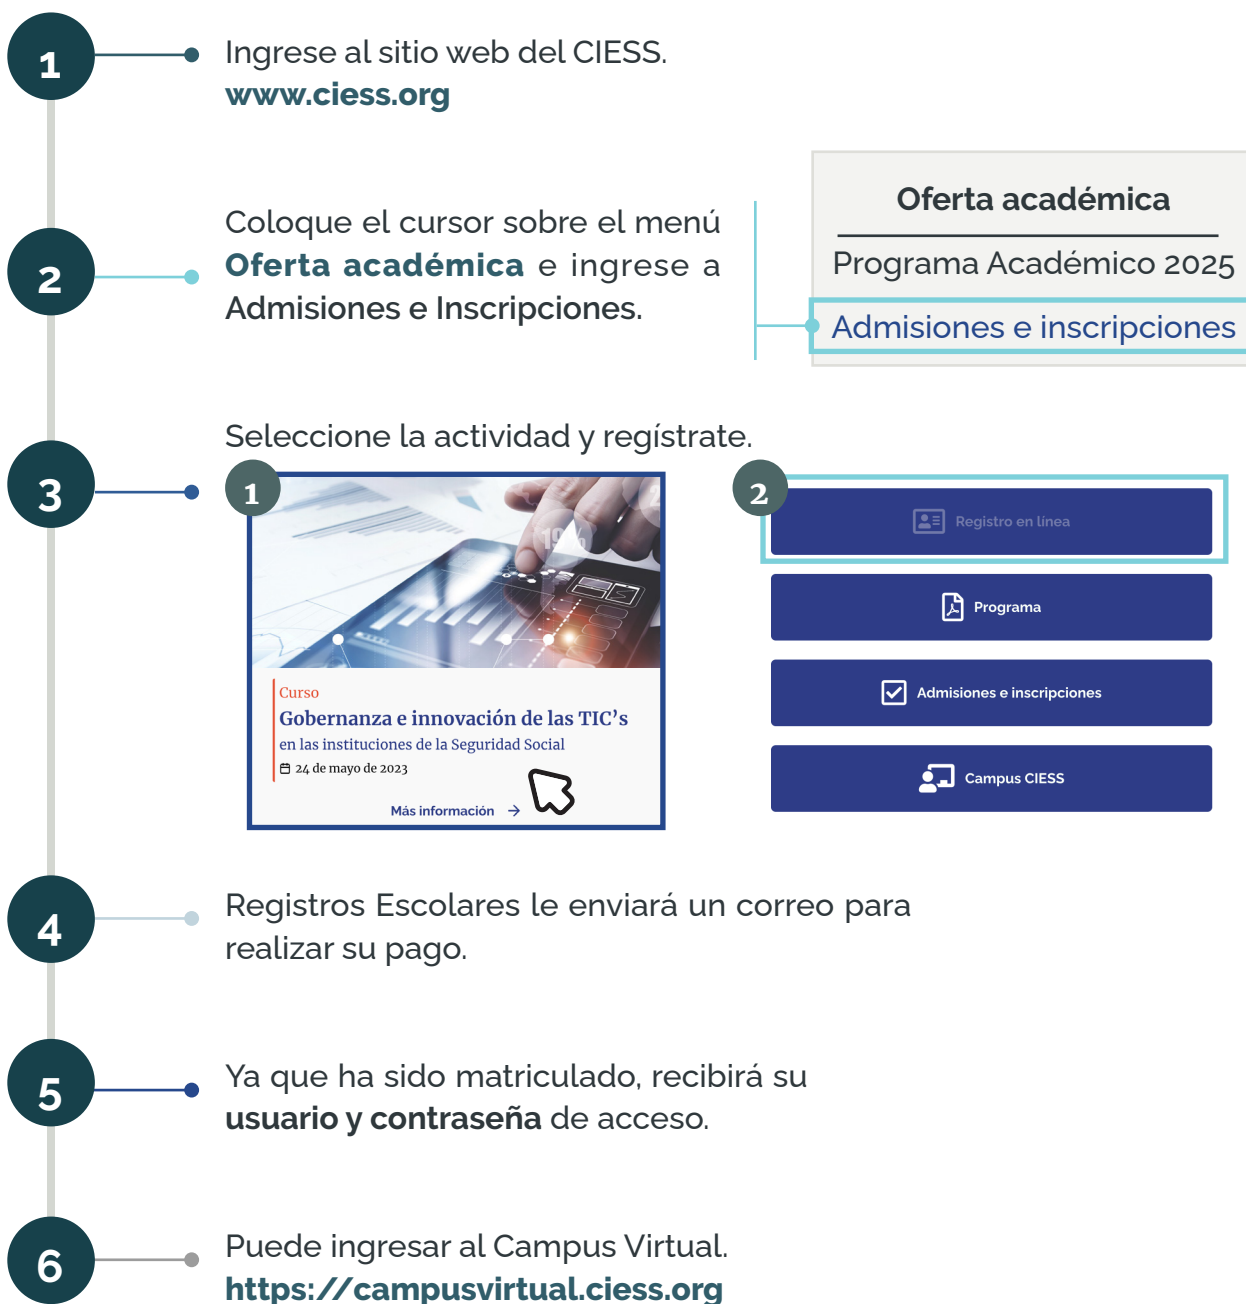 1
Ingrese al sitio web del CIESS.
www.ciess.org
2
Coloque el cursor sobre el menú
Oferta académica e ingrese a
Admisiones e Inscripciones.
Oferta académica
Programa Académico 2025
Admisiones e inscripciones
3
Seleccione la actividad y regístrate.
1
19%
Curso
Gobernanza e innovación de las TIC's
en las instituciones de la Seguridad Social
24 de mayo de 2023
Más información
2
Registro en línea
Programa
Admisiones e inscripciones
Campus CIESS
4
Registros Escolares le enviará un correo para
realizar su pago.
5
Ya que ha sido matriculado, recibirá su
usuario y contraseña de acceso.
6
Puede ingresar al Campus Virtual.
https://campusvirtual.ciess.org